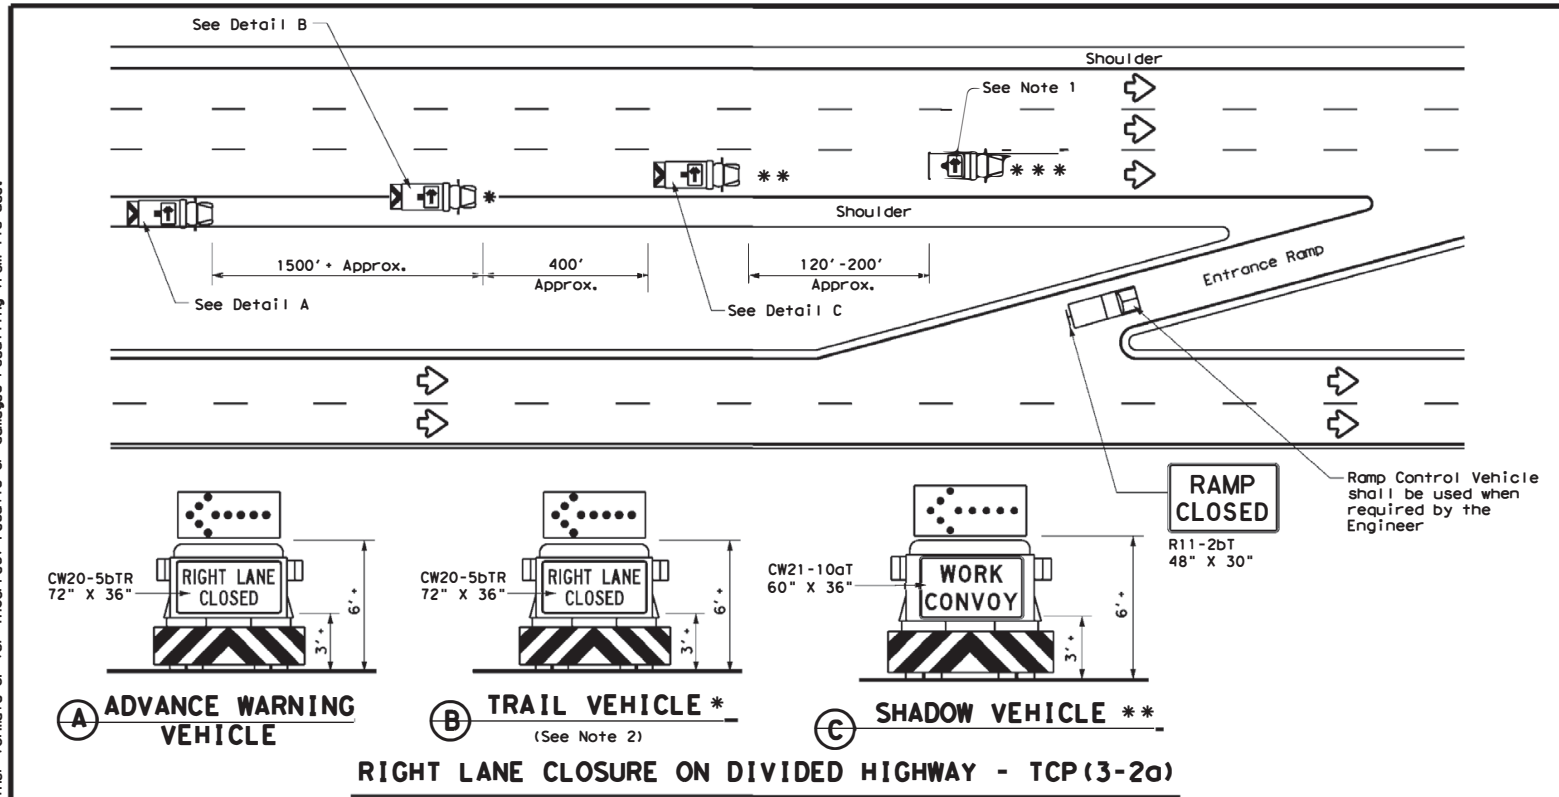 See Detail B
Shoulder
See Note 1
*
**
***
Shoulder
1500'+ Approx.
400'
Approx.
120'-200'
Approx.
Entrance Ramp
See Detail A
See Detail C
RAMP
CLOSED
R11-2bT
48" X 30"
Ramp Control Vehicle
shall be used when
required by the
Engineer
CW20-5bTR
72" X 36"
RIGHT LANE
CLOSED
3'+
6'+
CW20-5bTR
72" X 36"
RIGHT LANE
CLOSED
3'+
6'+
CW21-10aT
60" X 36"
WORK
CONVOY
3'+
6'+
A ADVANCE WARNING
VEHICLE
B TRAIL VEHICLE *
(See Note 2)
C SHADOW VEHICLE **
RIGHT LANE CLOSURE ON DIVIDED HIGHWAY - TCP(3-2a)